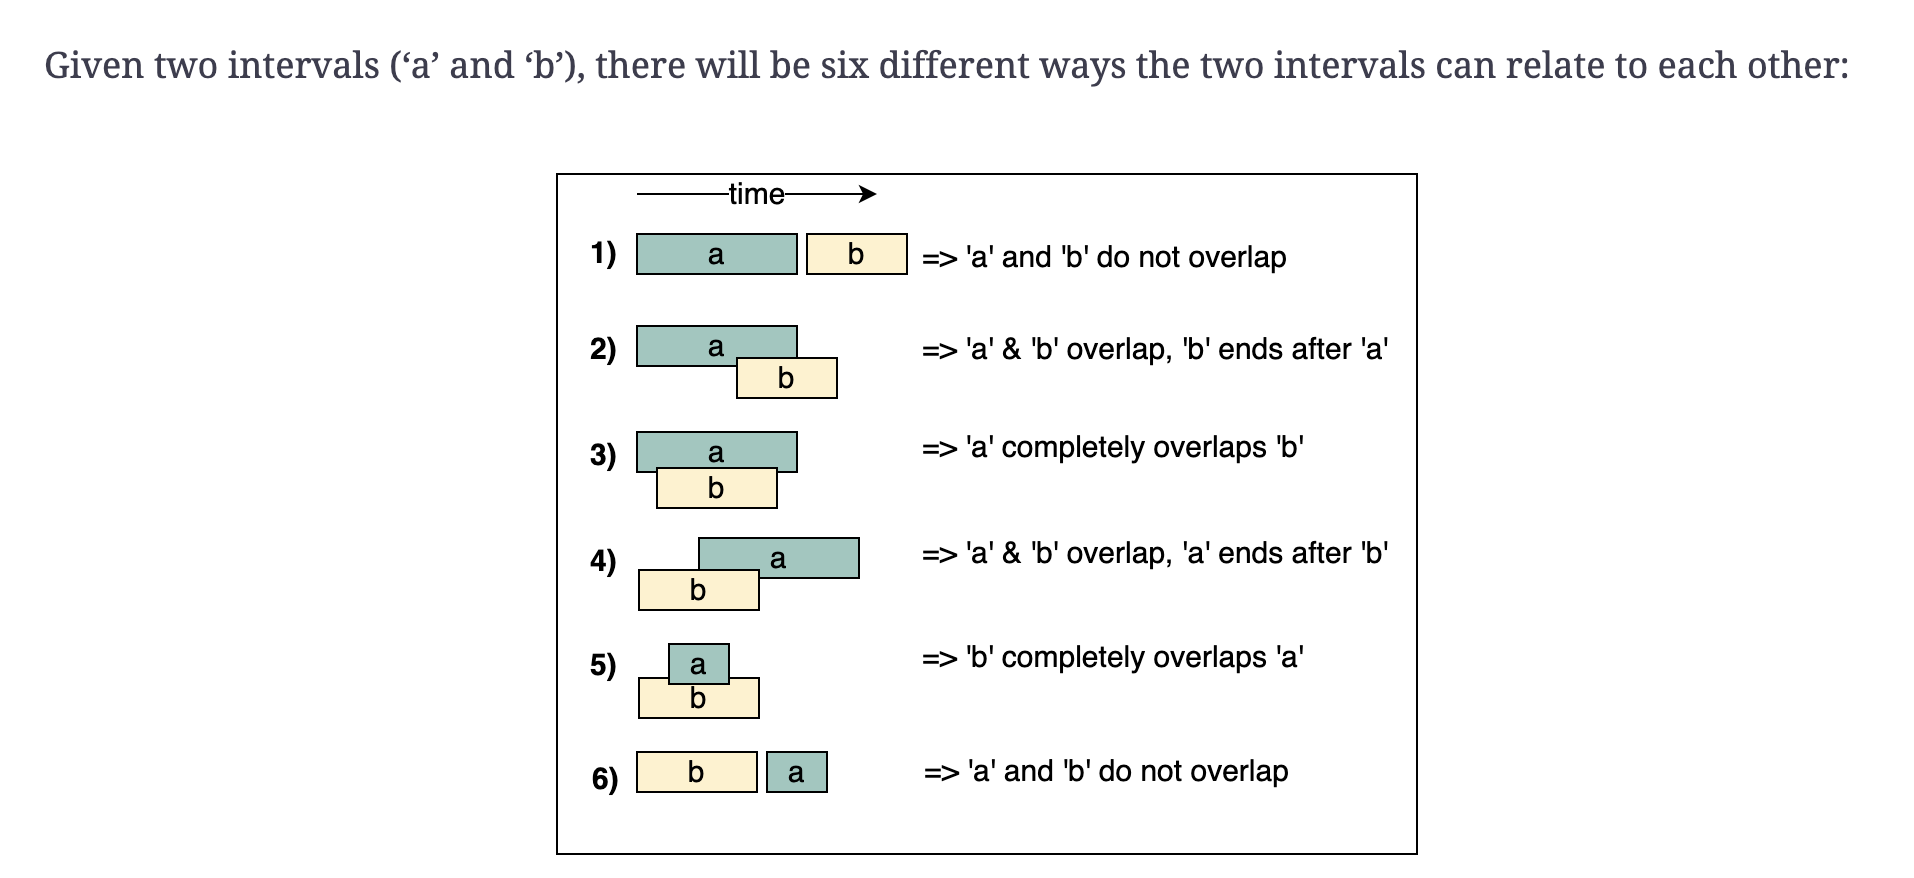 Given two intervals (‘a’ and ‘b’), there will be six different ways the two intervals can relate to each other:
time
1) a b => 'a' and 'b' do not overlap
2) a => 'a' & 'b' overlap, 'b' ends after 'a'
b
3) a => 'a' completely overlaps 'b'
b
4) a => 'a' & 'b' overlap, 'a' ends after 'b'
b
5) a => 'b' completely overlaps 'a'
b
6) b a => 'a' and 'b' do not overlap